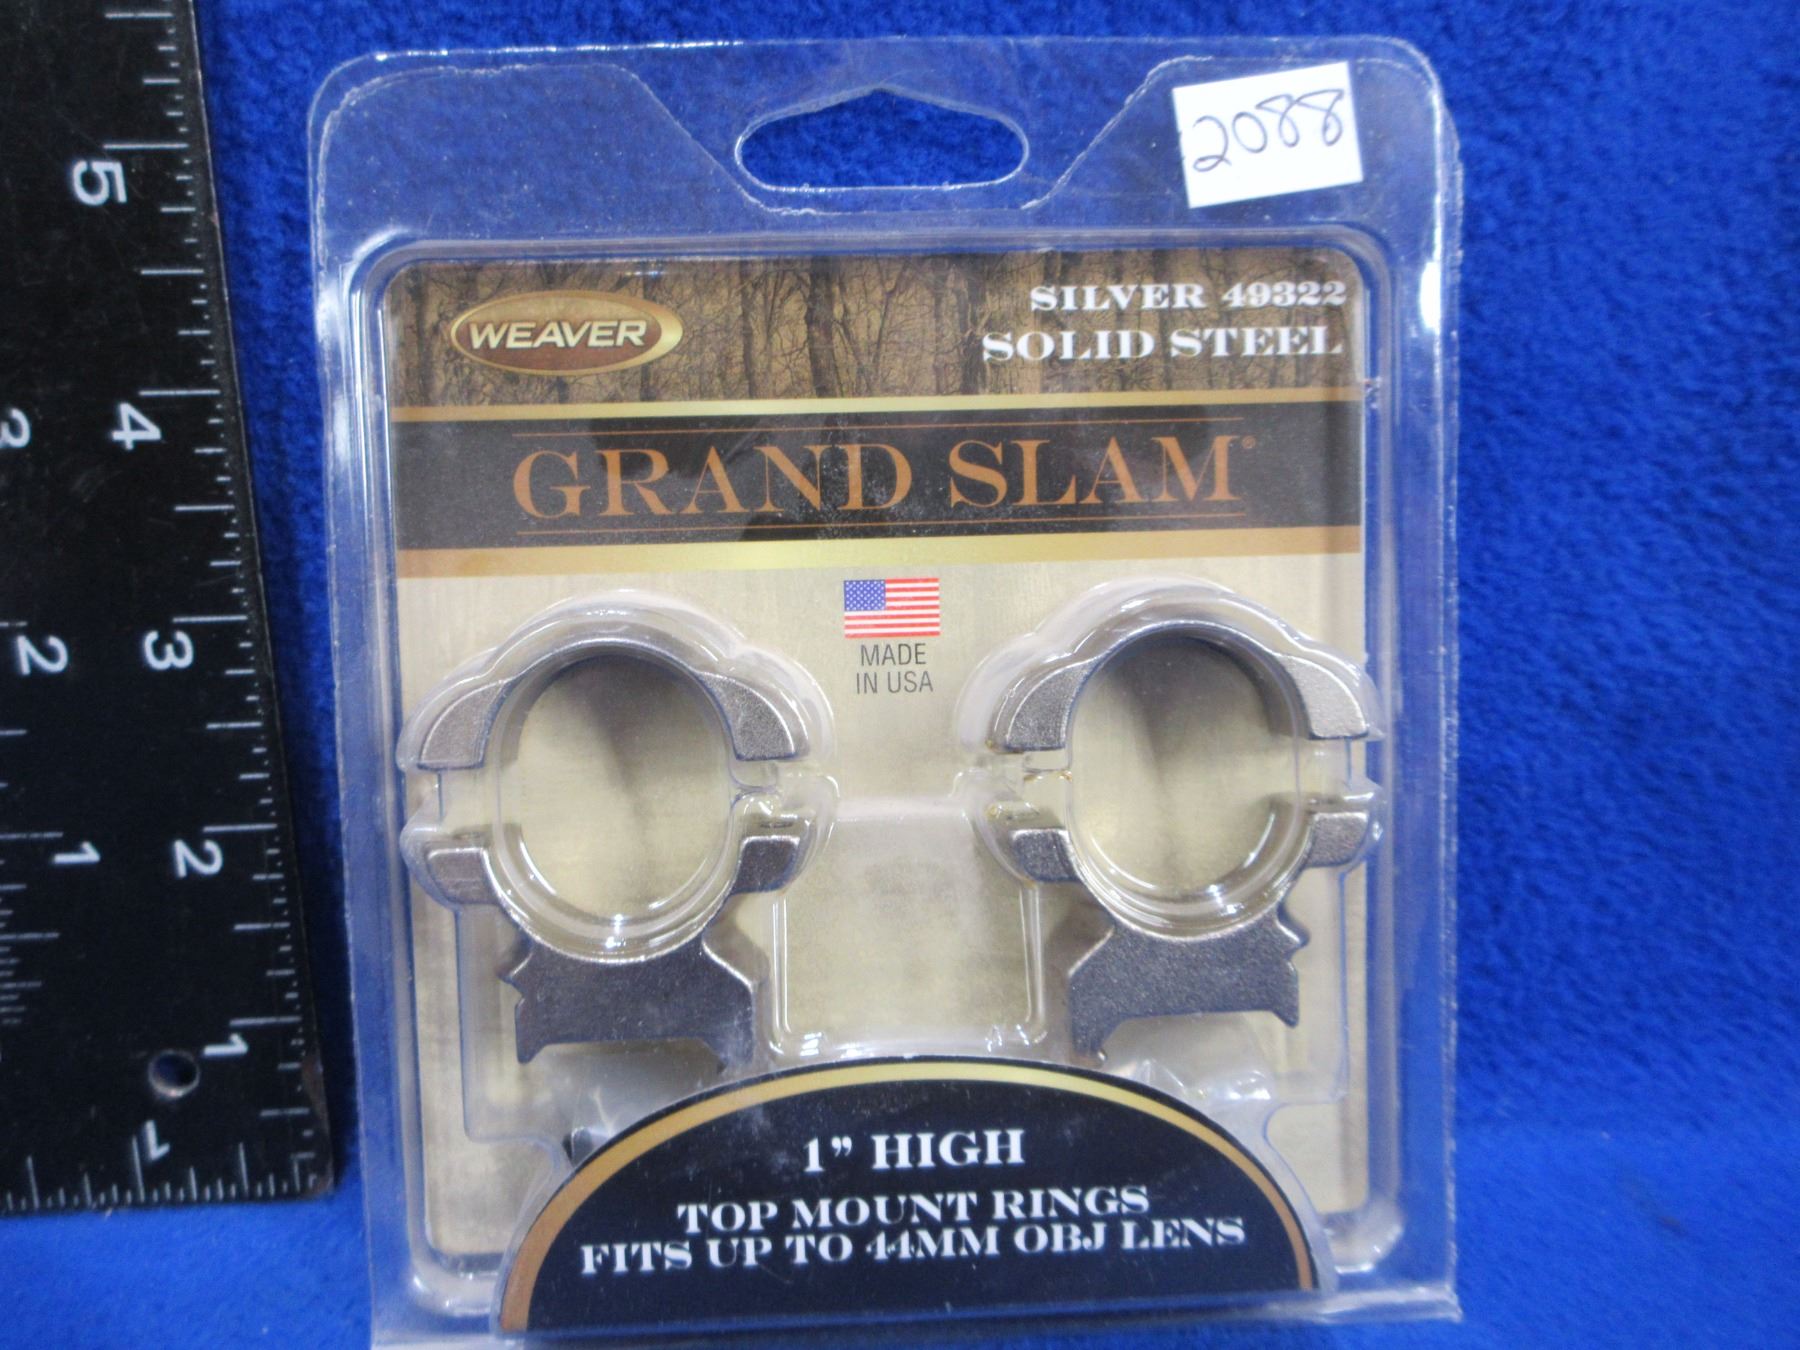 2088
WEAVER
SILVER 49322
SOLID STEEL
GRAND SLAM®
MADE
IN USA
1” HIGH
TOP MOUNT RINGS
FITS UP TO 44MM OBJ LENS
5
4
3
2
1
3
2
1